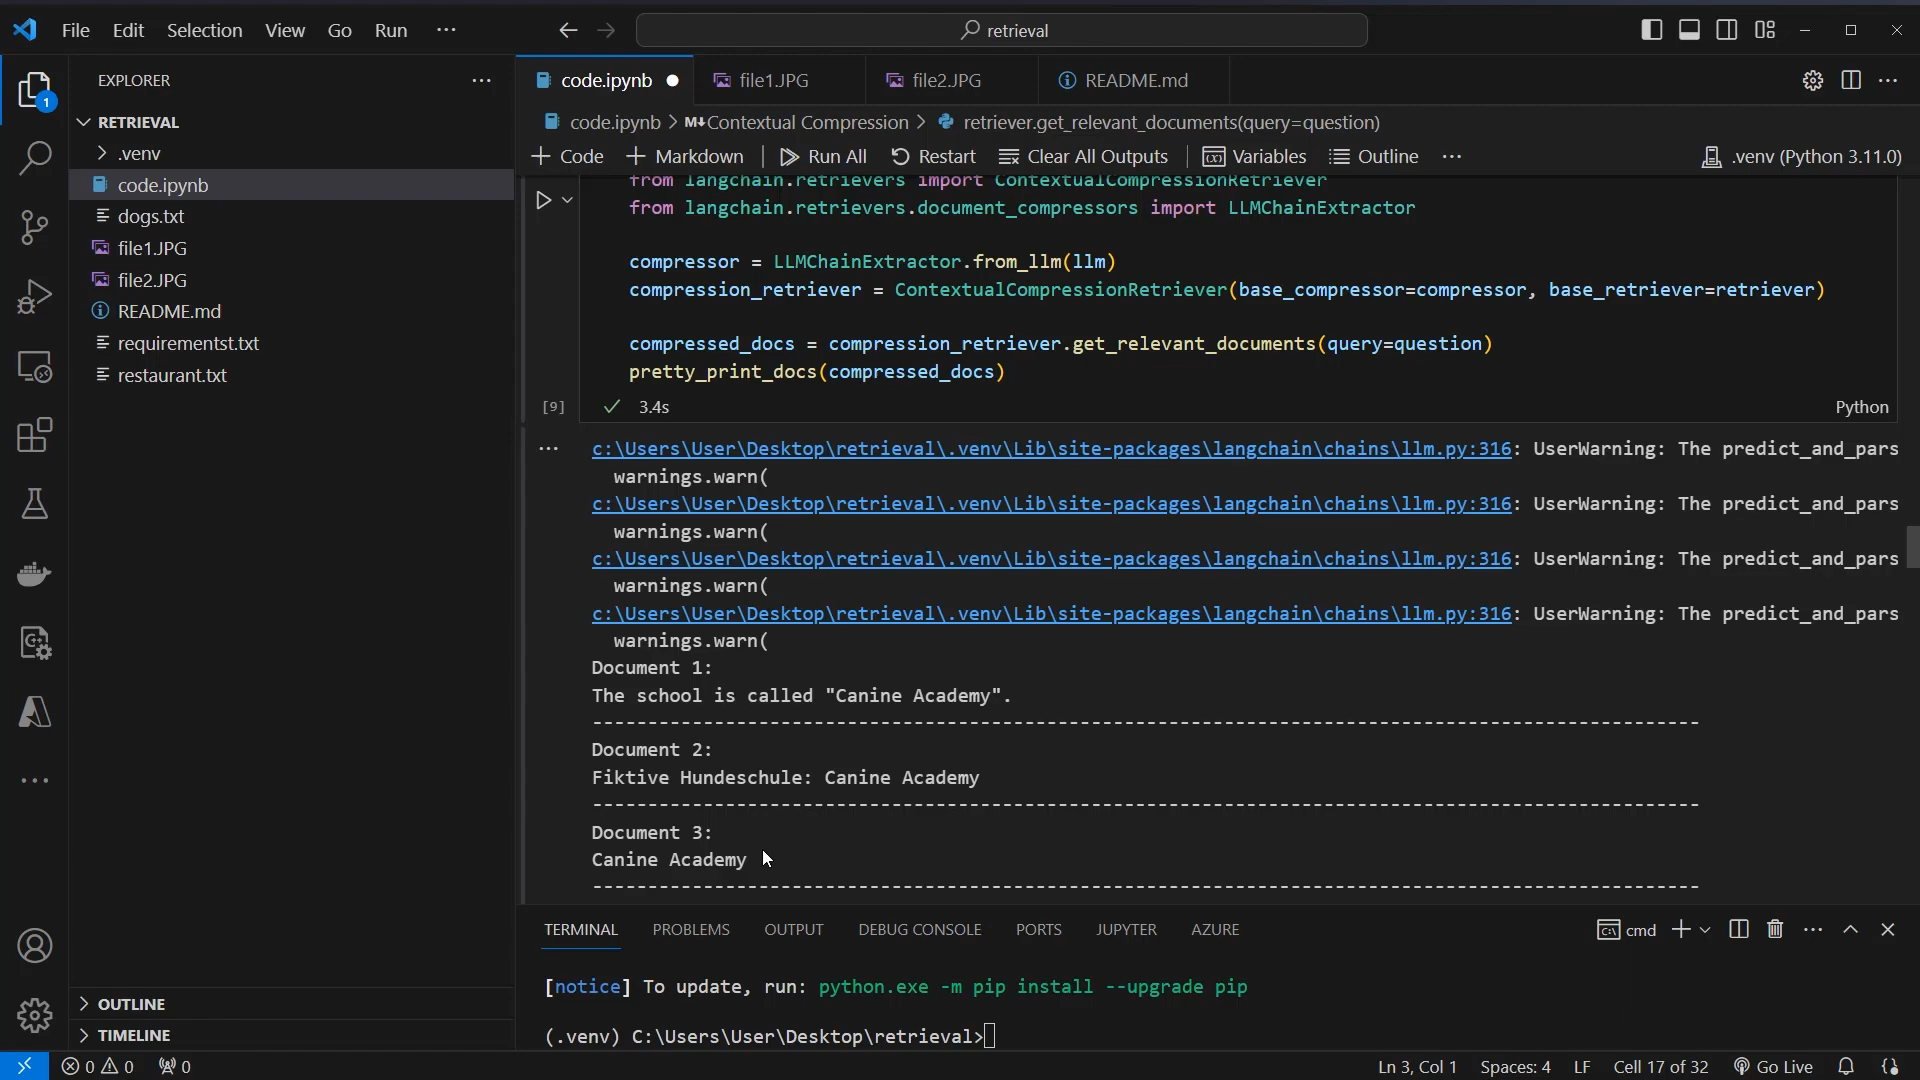 File Edit Selection View Go Run ···
retrieval
EXPLORER
RETRIEVAL
.venv
code.ipynb
dogs.txt
file1.JPG
file2.JPG
README.md
requirementst.txt
restaurant.txt
OUTLINE
TIMELINE
1
code.ipynb file1.JPG file2.JPG README.md
code.ipynb > M↓Contextual Compression > retriever.get_relevant_documents(query=question)
+ Code + Markdown | Run All Restart Clear All Outputs | Variables Outline ··· .venv (Python 3.11.0)
from langchain.retrievers import ContextualCompressionRetriever
from langchain.retrievers.document_compressors import LLMChainExtractor
compressor = LLMChainExtractor.from_llm(llm)
compression_retriever = ContextualCompressionRetriever(base_compressor=compressor, base_retriever=retriever)
compressed_docs = compression_retriever.get_relevant_documents(query=question)
pretty_print_docs(compressed_docs)
[9] ✓ 3.4s Python
c:\Users\User\Desktop\retrieval\.venv\Lib\site-packages\langchain\chains\llm.py:316: UserWarning: The predict_and_pars
warnings.warn(
c:\Users\User\Desktop\retrieval\.venv\Lib\site-packages\langchain\chains\llm.py:316: UserWarning: The predict_and_pars
warnings.warn(
c:\Users\User\Desktop\retrieval\.venv\Lib\site-packages\langchain\chains\llm.py:316: UserWarning: The predict_and_pars
warnings.warn(
c:\Users\User\Desktop\retrieval\.venv\Lib\site-packages\langchain\chains\llm.py:316: UserWarning: The predict_and_pars
warnings.warn(
Document 1:
The school is called "Canine Academy".
----------------------------------------------------------------------------------------------------
Document 2:
Fiktive Hundeschule: Canine Academy
----------------------------------------------------------------------------------------------------
Document 3:
Canine Academy
----------------------------------------------------------------------------------------------------
TERMINAL PROBLEMS OUTPUT DEBUG CONSOLE PORTS JUPYTER AZURE cmd
[notice] To update, run: python.exe -m pip install --upgrade pip
(.venv) C:\Users\User\Desktop\retrieval>
0 0 0 Ln 3, Col 1 Spaces: 4 LF Cell 17 of 32 Go Live